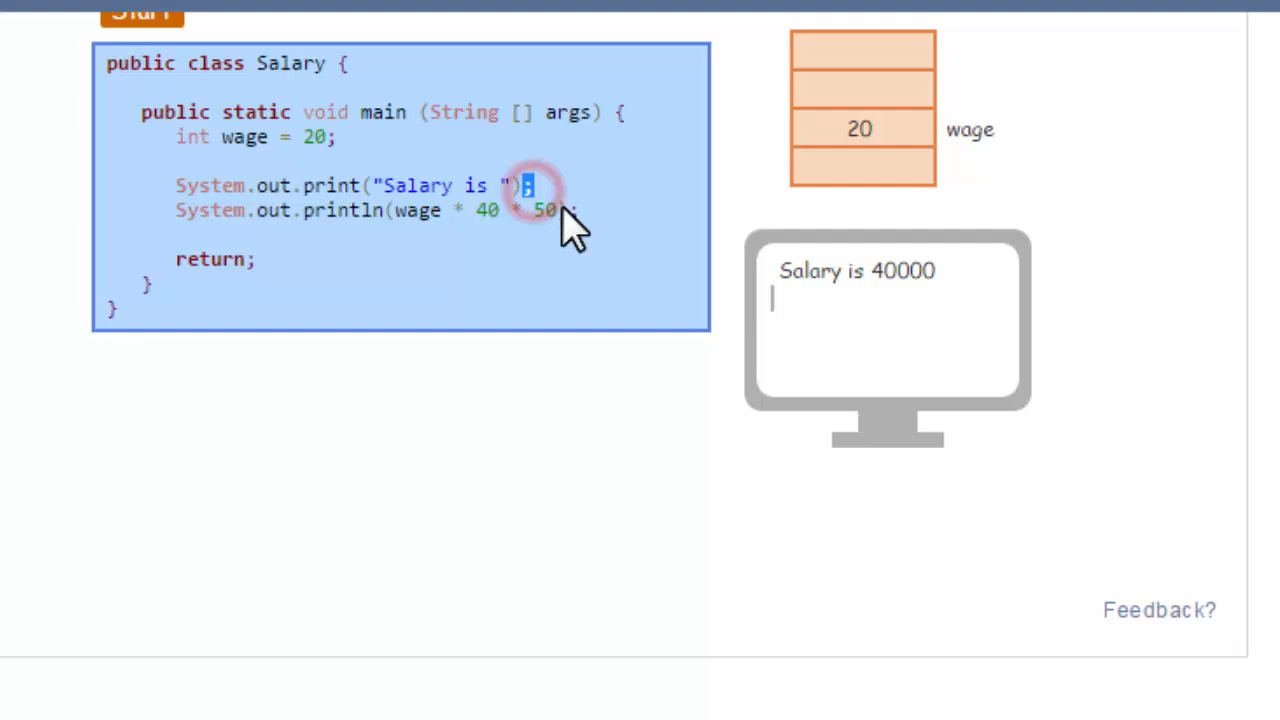 Start
public class Salary {
public static void main (String [] args) {
int wage = 20;
System.out.print("Salary is ");
System.out.println(wage * 40 * 50);
return;
}
}
20 wage
Salary is 40000
Feedback?